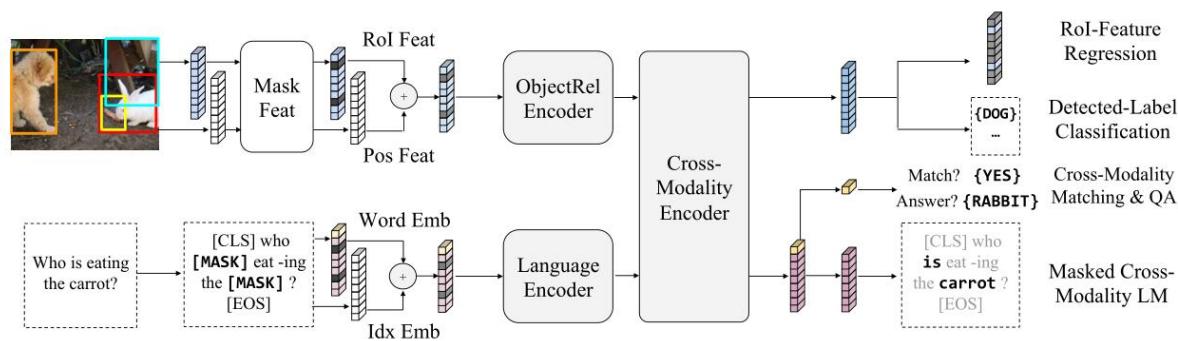 RoI Feat
Mask
Feat
+
Pos Feat
ObjectRel
Encoder
Cross-
Modality
Encoder
RoI-Feature
Regression
{DOG}
...
Detected-Label
Classification
Match? {YES}
Answer? {RABBIT}
Cross-Modality
Matching & QA
Who is eating
the carrot?
[CLS] who
[MASK] eat -ing
the [MASK] ?
[EOS]
Word Emb
+
Idx Emb
Language
Encoder
[CLS] who
is eat -ing
the carrot ?
[EOS]
Masked Cross-
Modality LM